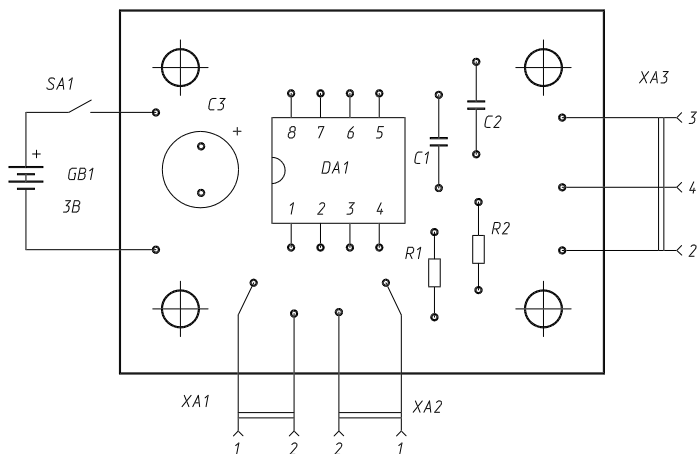 SA1
C3
+
XA3
8 7 6 5
C2
3
+
GB1
DA1
C1
3В
4
1 2 3 4
R1
R2
2
XA1
XA2
1 2 2 1